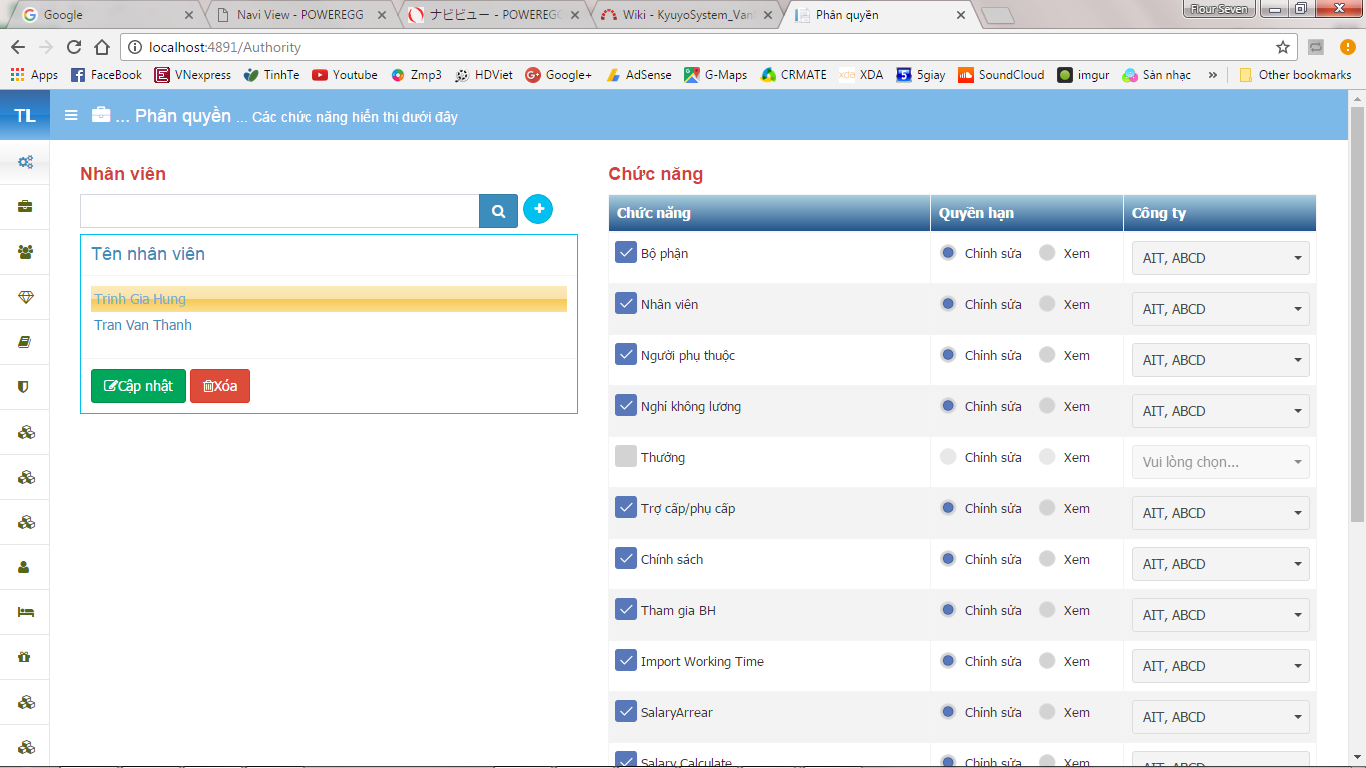 Google
Navi View - POWEREGG
ナビビュー - POWEREGG
Wiki - KyuyoSystem_Van
Phân quyền
Flour Seven
localhost:4891/Authority
Apps FaceBook VNexpress TinhTe Youtube Zmp3 HDViet Google+ AdSense G-Maps CRMATE xda XDA 5giay SoundCloud imgur Sàn nhạc » Other bookmarks
TL ... Phân quyền ... Các chức năng hiển thị dưới đây
Nhân viên
Tên nhân viên
Trinh Gia Hung
Tran Van Thanh
Cập nhật Xóa
Chức năng
Chức năng Quyền hạn Công ty
Bộ phận Chỉnh sửa Xem AIT, ABCD
Nhân viên Chỉnh sửa Xem AIT, ABCD
Người phụ thuộc Chỉnh sửa Xem AIT, ABCD
Nghỉ không lương Chỉnh sửa Xem AIT, ABCD
Thưởng Chỉnh sửa Xem Vui lòng chọn...
Trợ cấp/phụ cấp Chỉnh sửa Xem AIT, ABCD
Chính sách Chỉnh sửa Xem AIT, ABCD
Tham gia BH Chỉnh sửa Xem AIT, ABCD
Import Working Time Chỉnh sửa Xem AIT, ABCD
SalaryArrear Chỉnh sửa Xem AIT, ABCD
Salary Calculate Chỉnh sửa Xem AIT, ABCD